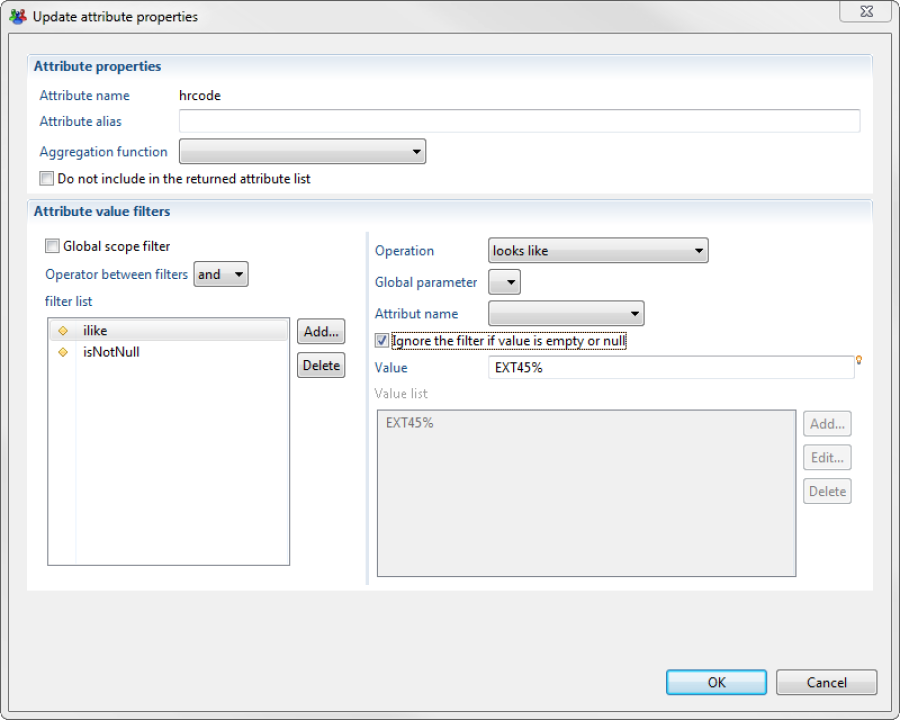 Update attribute properties
Attribute properties
Attribute name hrcode
Attribute alias
Aggregation function
Do not include in the returned attribute list
Attribute value filters
Global scope filter
Operator between filters and
filter list
ilike
isNotNull
Add...
Delete
Operation looks like
Global parameter
Attribut name
Ignore the filter if value is empty or null
Value EXT45%
Value list
EXT45%
Add...
Edit...
Delete
OK Cancel